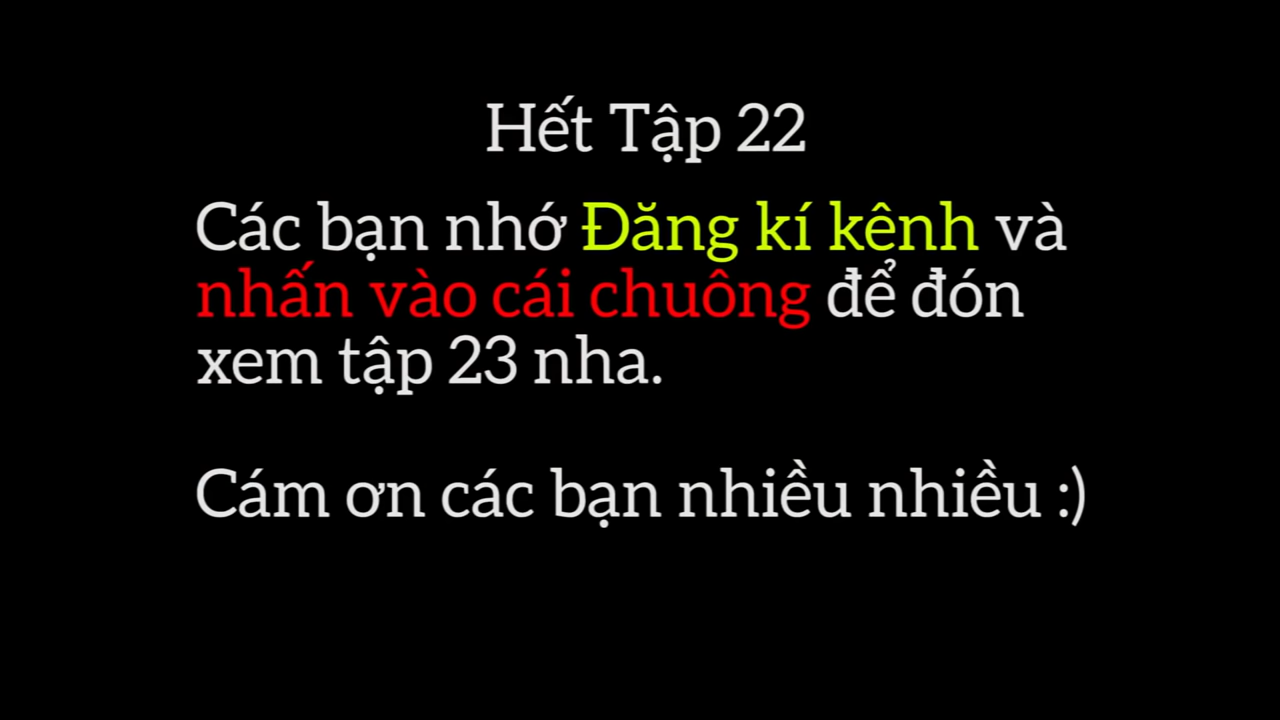 Hết Tập 22
Các bạn nhớ Đăng kí kênh và
nhấn vào cái chuông để đón
xem tập 23 nha.
Cám ơn các bạn nhiều nhiều :)